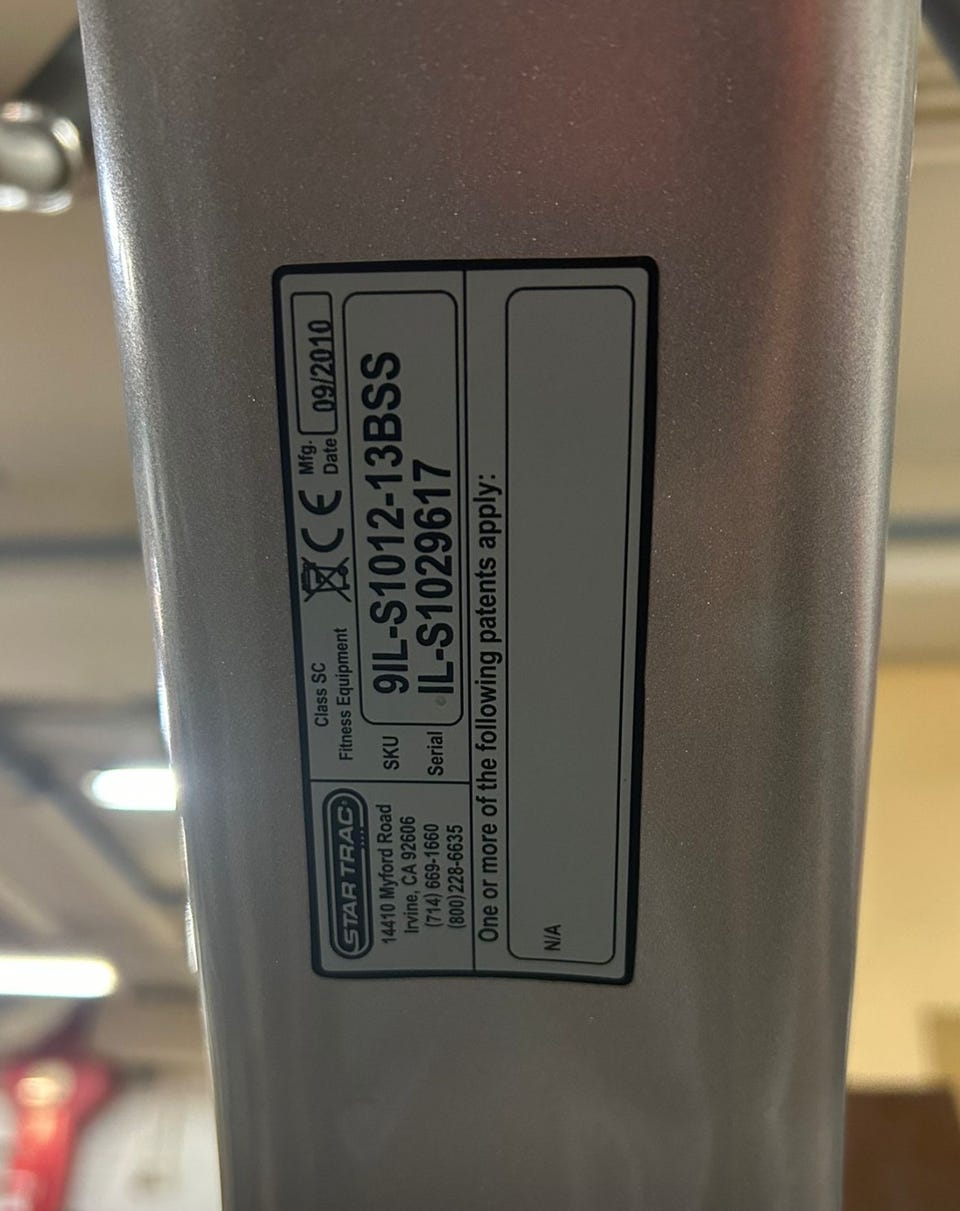 STAR TRAC
14410 Myford Road
Irvine, CA 92606
(714) 669-1660
(800) 228-6635
Class SC
Fitness Equipment
CE
Mfg.
Date 09/2010
SKU 9IL-S1012-13BSS
Serial IL-S1029617
One or more of the following patents apply:
N/A